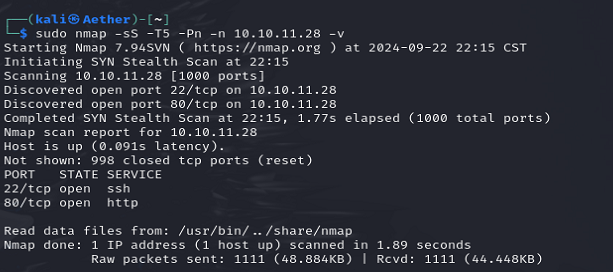 ┌──(kali㉿Aether)-[~]
└─$ sudo nmap -sS -T5 -Pn -n 10.10.11.28 -v
Starting Nmap 7.94SVN ( https://nmap.org ) at 2024-09-22 22:15 CST
Initiating SYN Stealth Scan at 22:15
Scanning 10.10.11.28 [1000 ports]
Discovered open port 22/tcp on 10.10.11.28
Discovered open port 80/tcp on 10.10.11.28
Completed SYN Stealth Scan at 22:15, 1.77s elapsed (1000 total ports)
Nmap scan report for 10.10.11.28
Host is up (0.091s latency).
Not shown: 998 closed tcp ports (reset)
PORT   STATE SERVICE
22/tcp open  ssh
80/tcp open  http
Read data files from: /usr/bin/../share/nmap
Nmap done: 1 IP address (1 host up) scanned in 1.89 seconds
           Raw packets sent: 1111 (48.884KB) | Rcvd: 1111 (44.448KB)